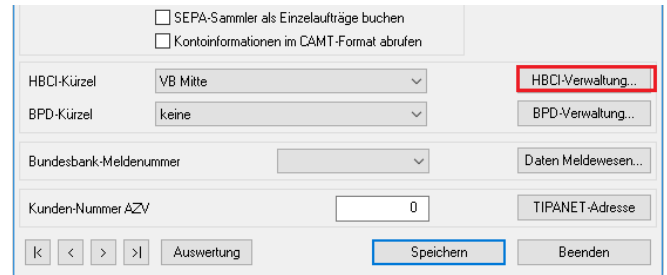 SEPA-Sammler als Einzelaufträge buchen
Kontoinformationen im CAMT-Format abrufen
HBCI-Kürzel VB Mitte HBCI-Verwaltung...
BPD-Kürzel keine BPD-Verwaltung...
Bundesbank-Meldenummer Daten Meldewesen...
Kunden-Nummer AZV 0 TIPANET-Adresse
Auswertung Speichern Beenden